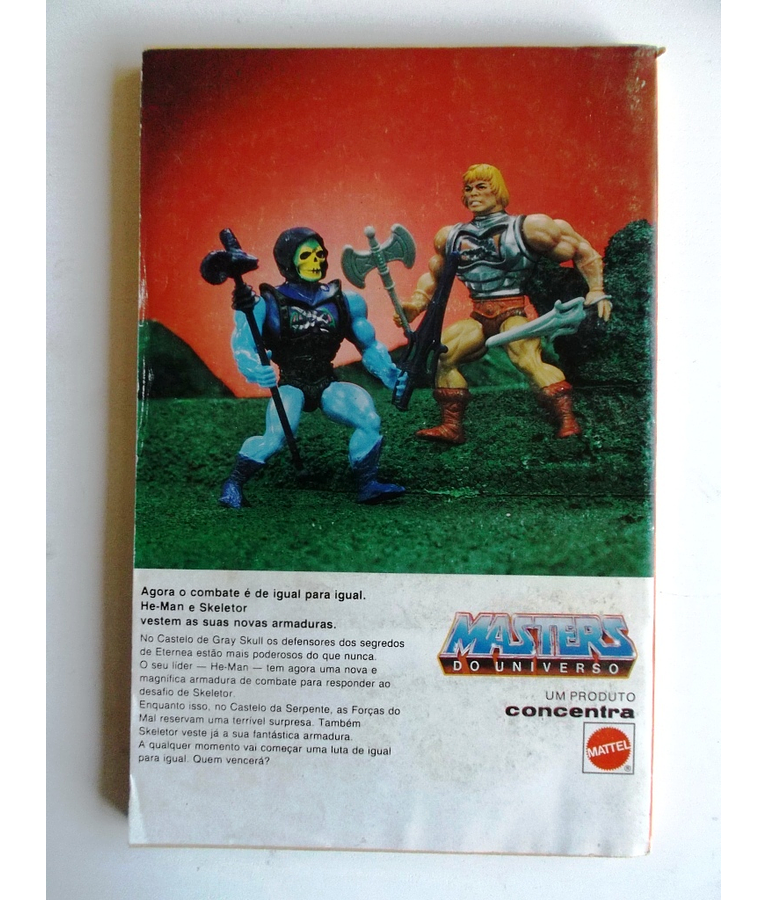 Agora o combate é de igual para igual.
He-Man e Skeletor
vestem as suas novas armaduras.
No Castelo de Gray Skull os defensores dos segredos
de Eternea estão mais poderosos do que nunca.
O seu líder — He-Man — tem agora uma nova e
magnífica armadura de combate para responder ao
desafio de Skeletor.
Enquanto isso, no Castelo da Serpente, as Forças do
Mal reservam uma terrível surpresa. Também
Skeletor veste já a sua fantástica armadura.
A qualquer momento vai começar uma luta de igual
para igual. Quem vencerá?
MASTERS
DO UNIVERSO
UM PRODUTO
concentra
MATTEL
®